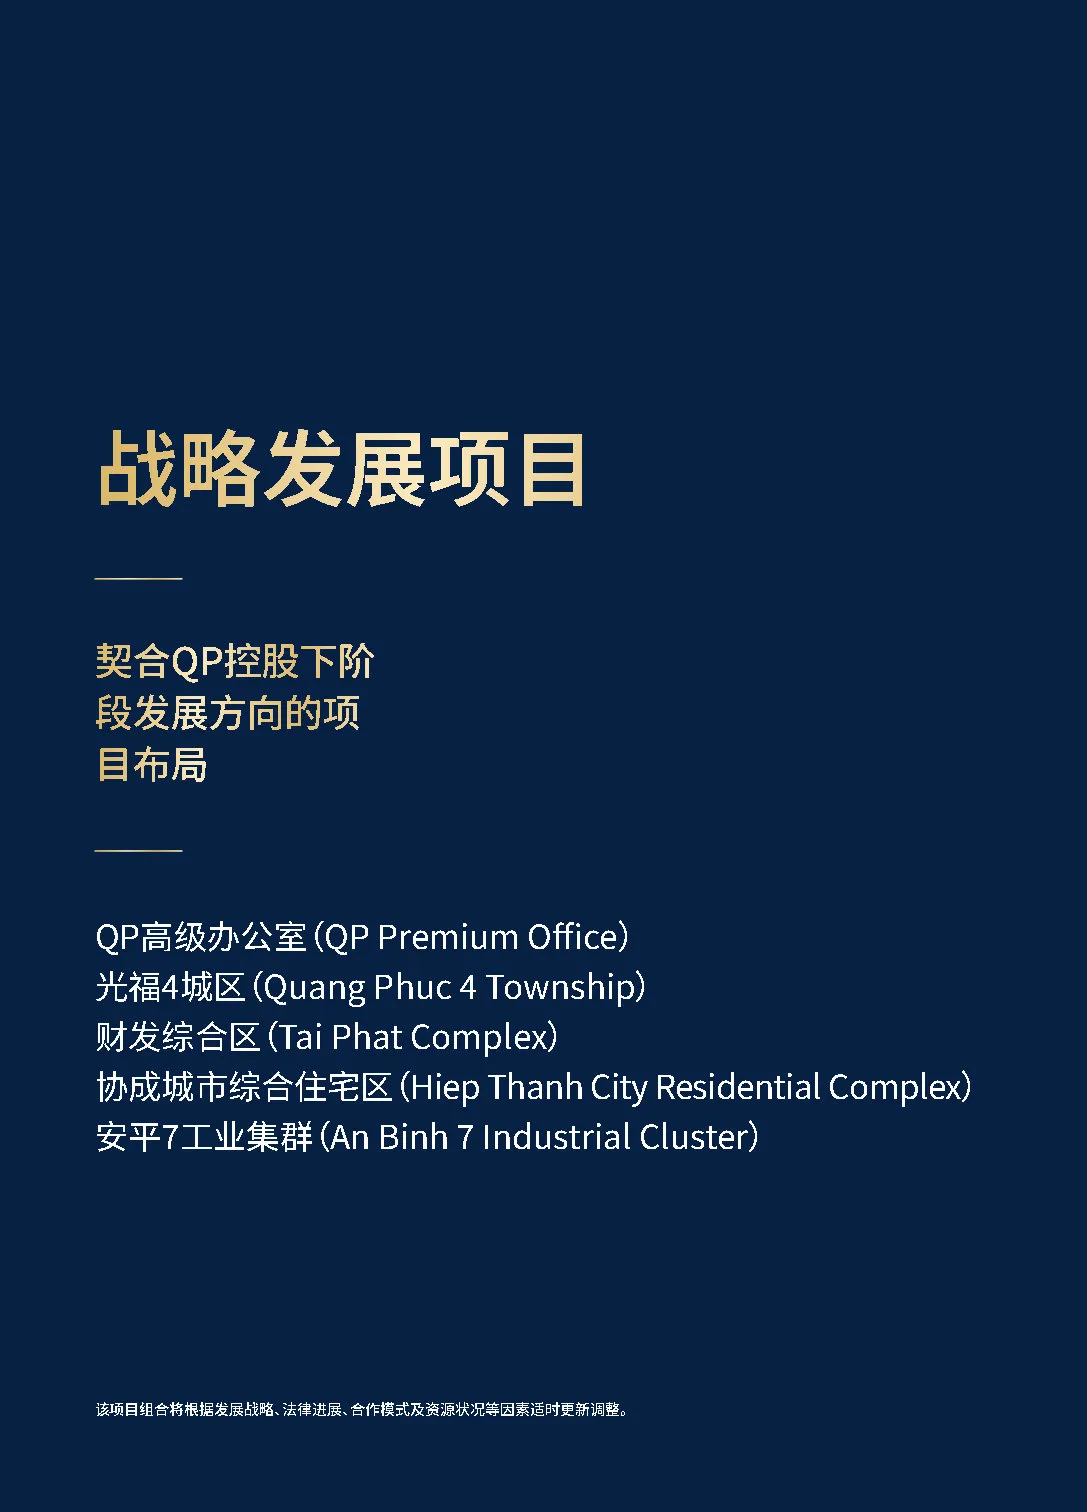 战略发展项目
契合QP控股下阶
段发展方向的项
目布局
QP高级办公室（QP Premium Office）
光福4城区（Quang Phuc 4 Township）
财发综合区（Tai Phat Complex）
协成城市综合住宅区（Hiep Thanh City Residential Complex）
安平7工业集群（An Binh 7 Industrial Cluster）
该项目组合将根据发展战略、法律进展、合作模式及资源状况等因素适时更新调整。